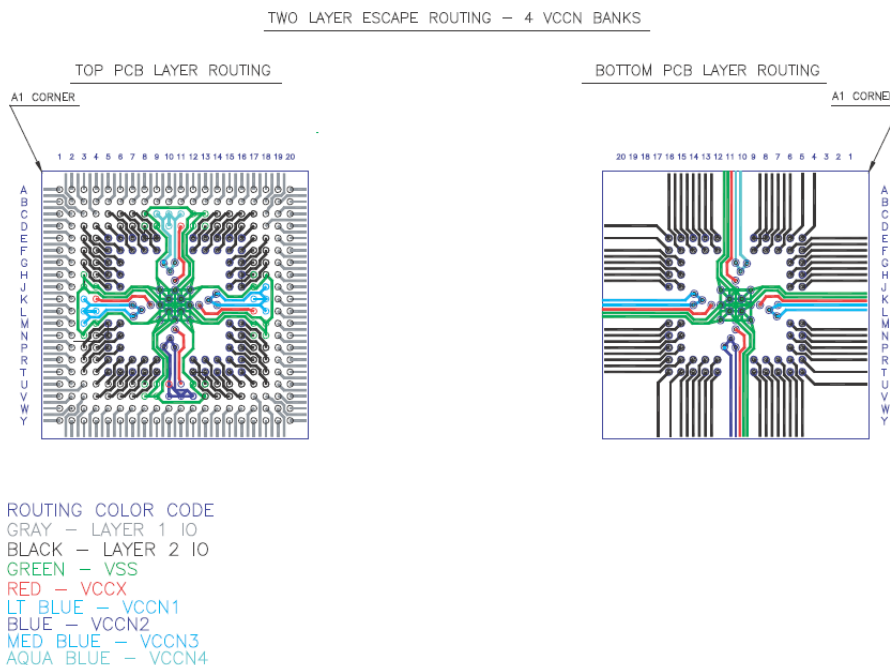 TWO LAYER ESCAPE ROUTING – 4 VCCN BANKS
TOP PCB LAYER ROUTING
BOTTOM PCB LAYER ROUTING
A1 CORNER
A1 CORNER
1 2 3 4 5 6 7 8 9 10 11 12 13 14 15 16 17 18 19 20
20 19 18 17 16 15 14 13 12 11 10 9 8 7 6 5 4 3 2 1
A
B
C
D
E
F
G
H
J
K
L
M
N
P
R
T
U
V
W
Y
A
B
C
D
E
F
G
H
J
K
L
M
N
P
R
T
U
V
W
Y
ROUTING COLOR CODE
GRAY – LAYER 1 IO
BLACK – LAYER 2 IO
GREEN – VSS
RED – VCCX
LT BLUE – VCCN1
BLUE – VCCN2
MED BLUE – VCCN3
AQUA BLUE – VCCN4